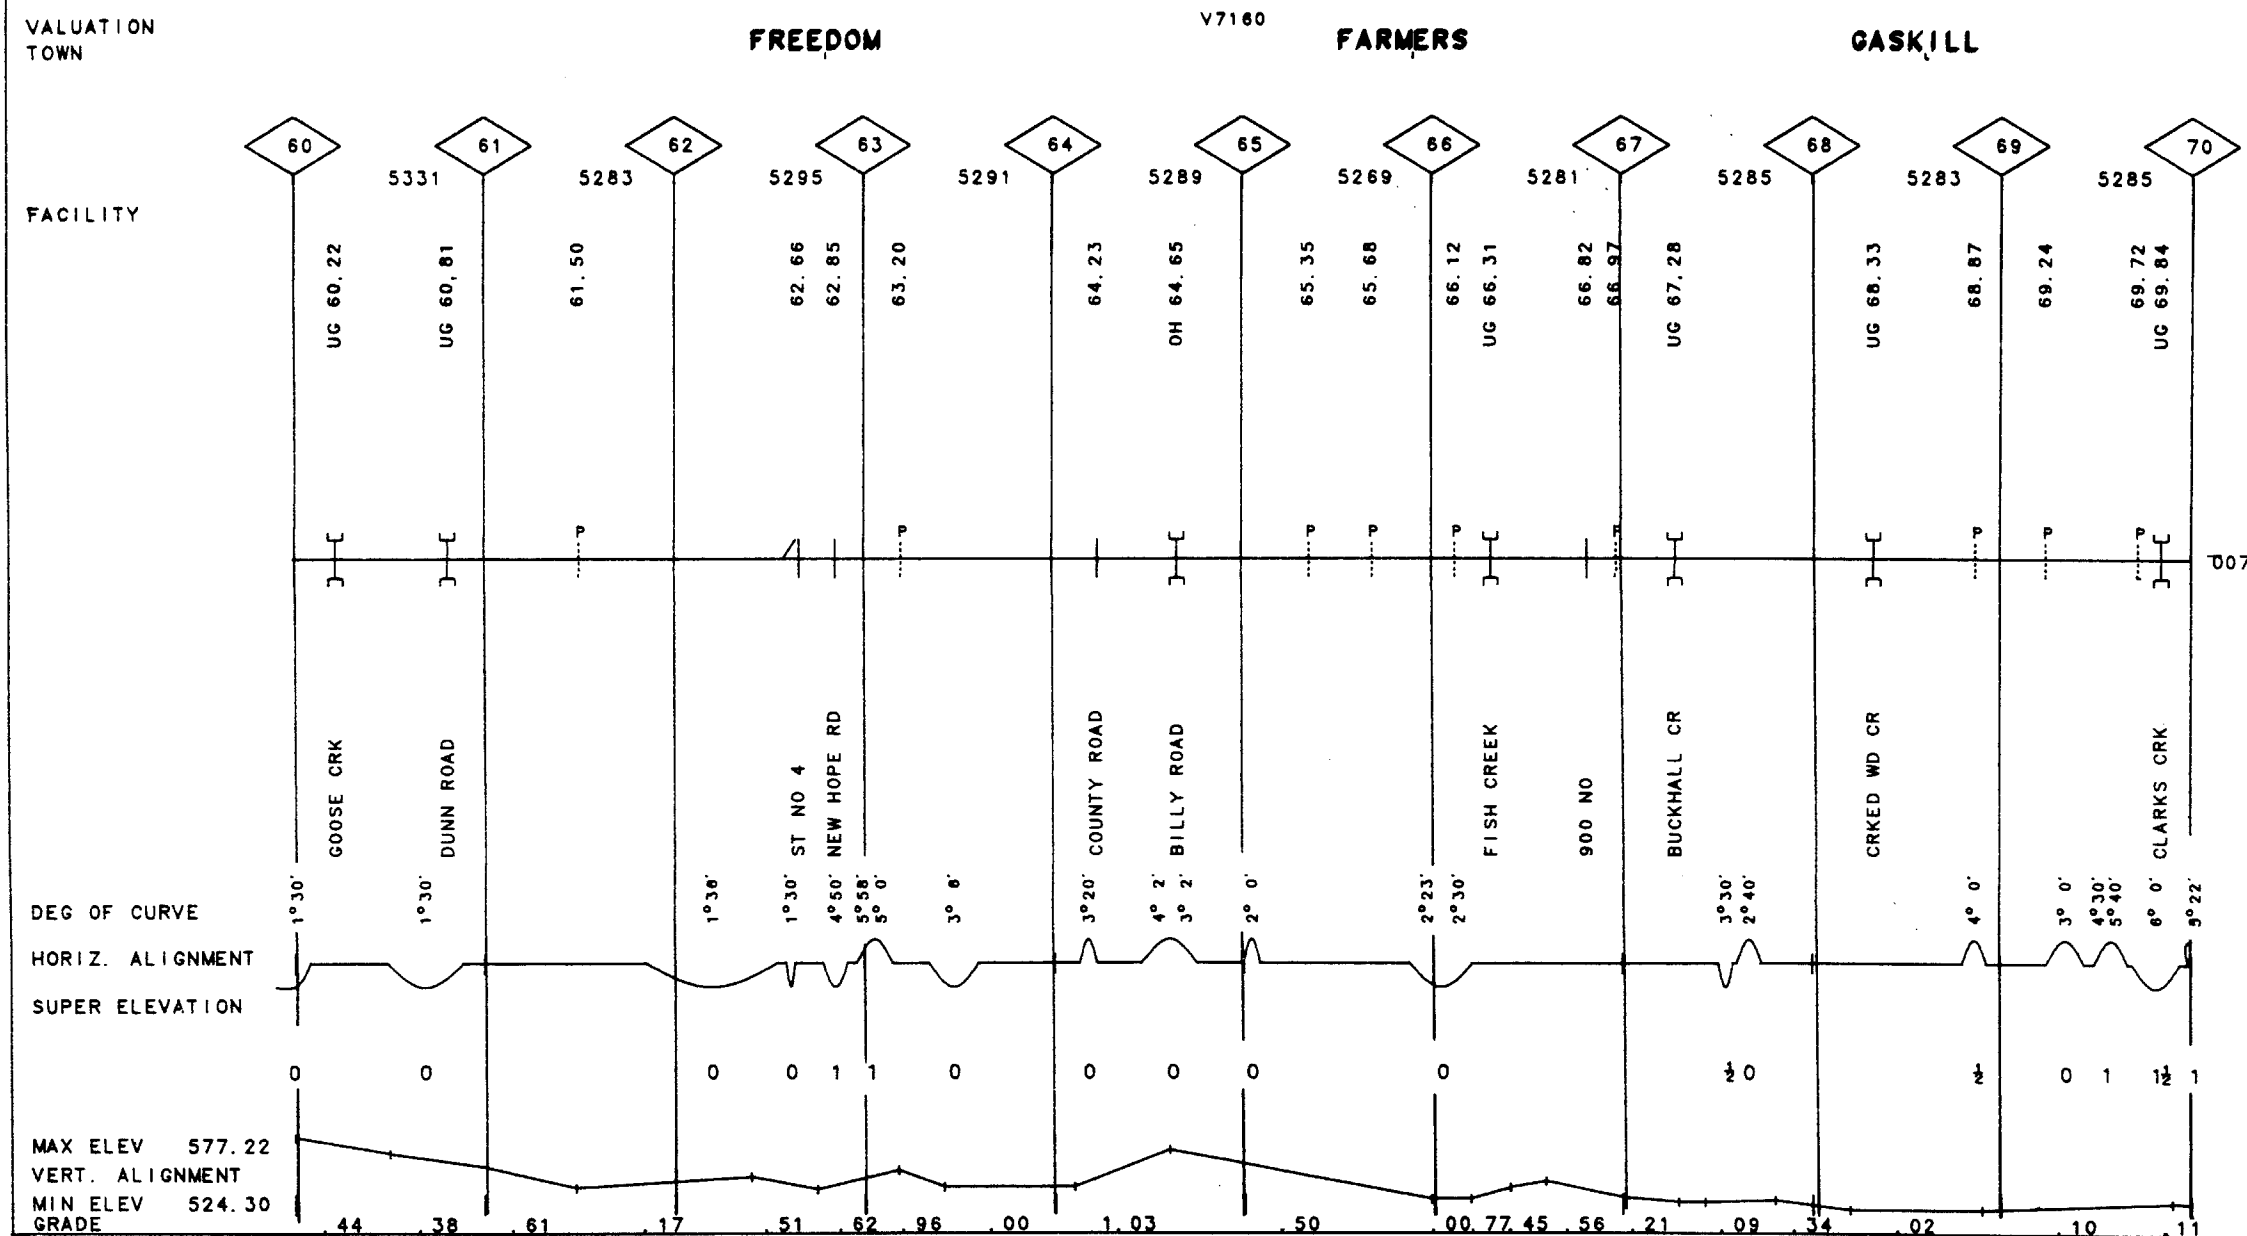 VALUATION V7160
TOWN FREEDOM FARMERS GASKILL
60 61 62 63 64 65 66 67 68 69 70
5331 5283 5295 5291 5289 5269 5281 5285 5283 5285
FACILITY
UG 60.22
UG 60.81
61.50
62.66
62.85
63.20
64.23
OH 64.65
65.35
65.68
66.12
UG 66.31
66.82
66.97
UG 67.28
UG 68.33
68.87
69.24
69.72
UG 69.84
P P P P P P P P P
007
GOOSE CRK
DUNN ROAD
ST NO 4
NEW HOPE RD
COUNTY ROAD
BILLY ROAD
FISH CREEK
900 NO
BUCKHALL CR
CRKED WD CR
CLARKS CRK
DEG OF CURVE 1°30' 1°30' 1°36' 1°30' 4°50' 5°58' 5° 0' 3° 6' 3°20' 4° 2' 3° 2' 2° 0' 2°23' 2°30' 3°30' 2°40' 4° 0' 3° 0' 4°30' 5°40' 6° 0' 5°22'
HORIZ. ALIGNMENT
SUPER ELEVATION
0 0 0 0 1 1 0 0 0 0 0 ½ 0 ½ 0 1 1½ 1
MAX ELEV 577.22
VERT. ALIGNMENT
MIN ELEV 524.30
GRADE .44 .38 .61 .17 .51 .62 .96 .00 1.03 .50 .00 .77 .45 .56 .21 .09 .34 .02 .10 .11